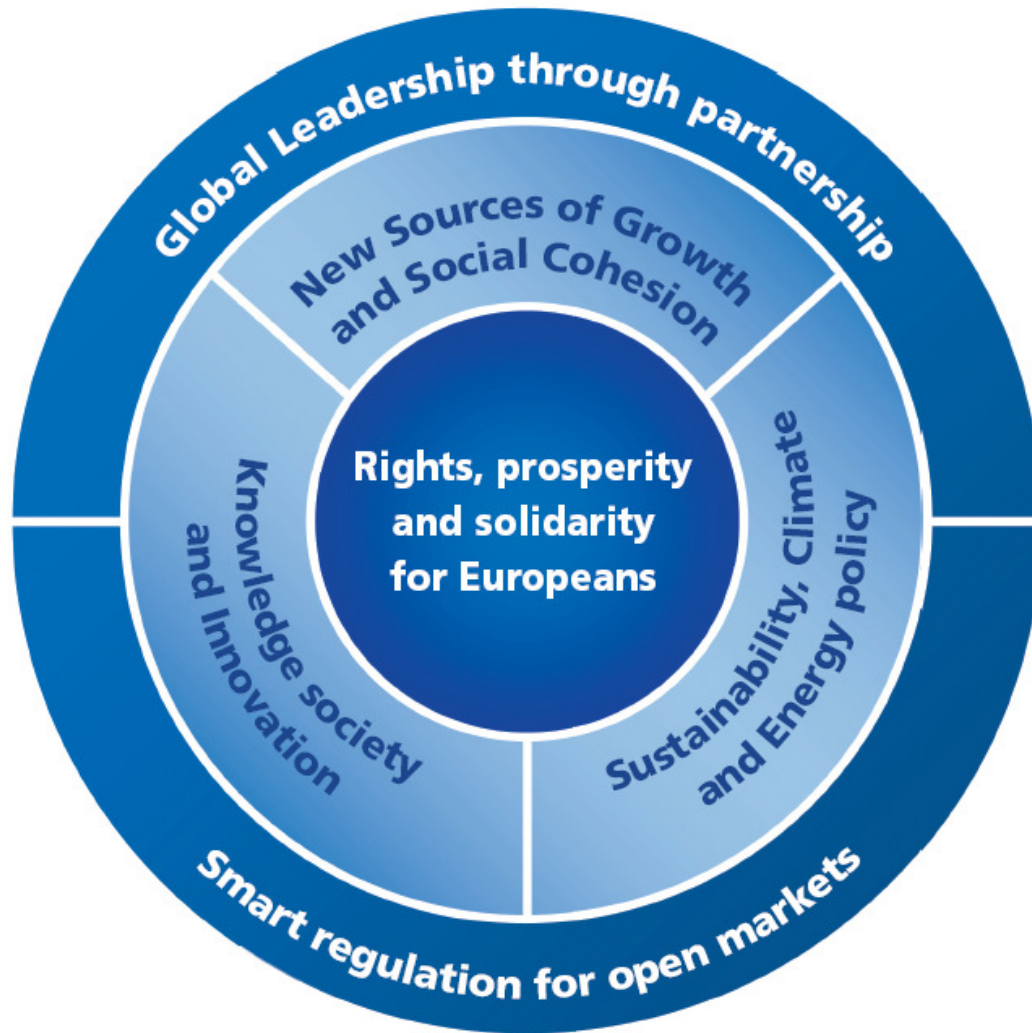 Global Leadership through partnership
New Sources of Growth
and Social Cohesion
Rights, prosperity
and solidarity
for Europeans
Knowledge society
and Innovation
Sustainability, Climate
and Energy policy
Smart regulation for open markets